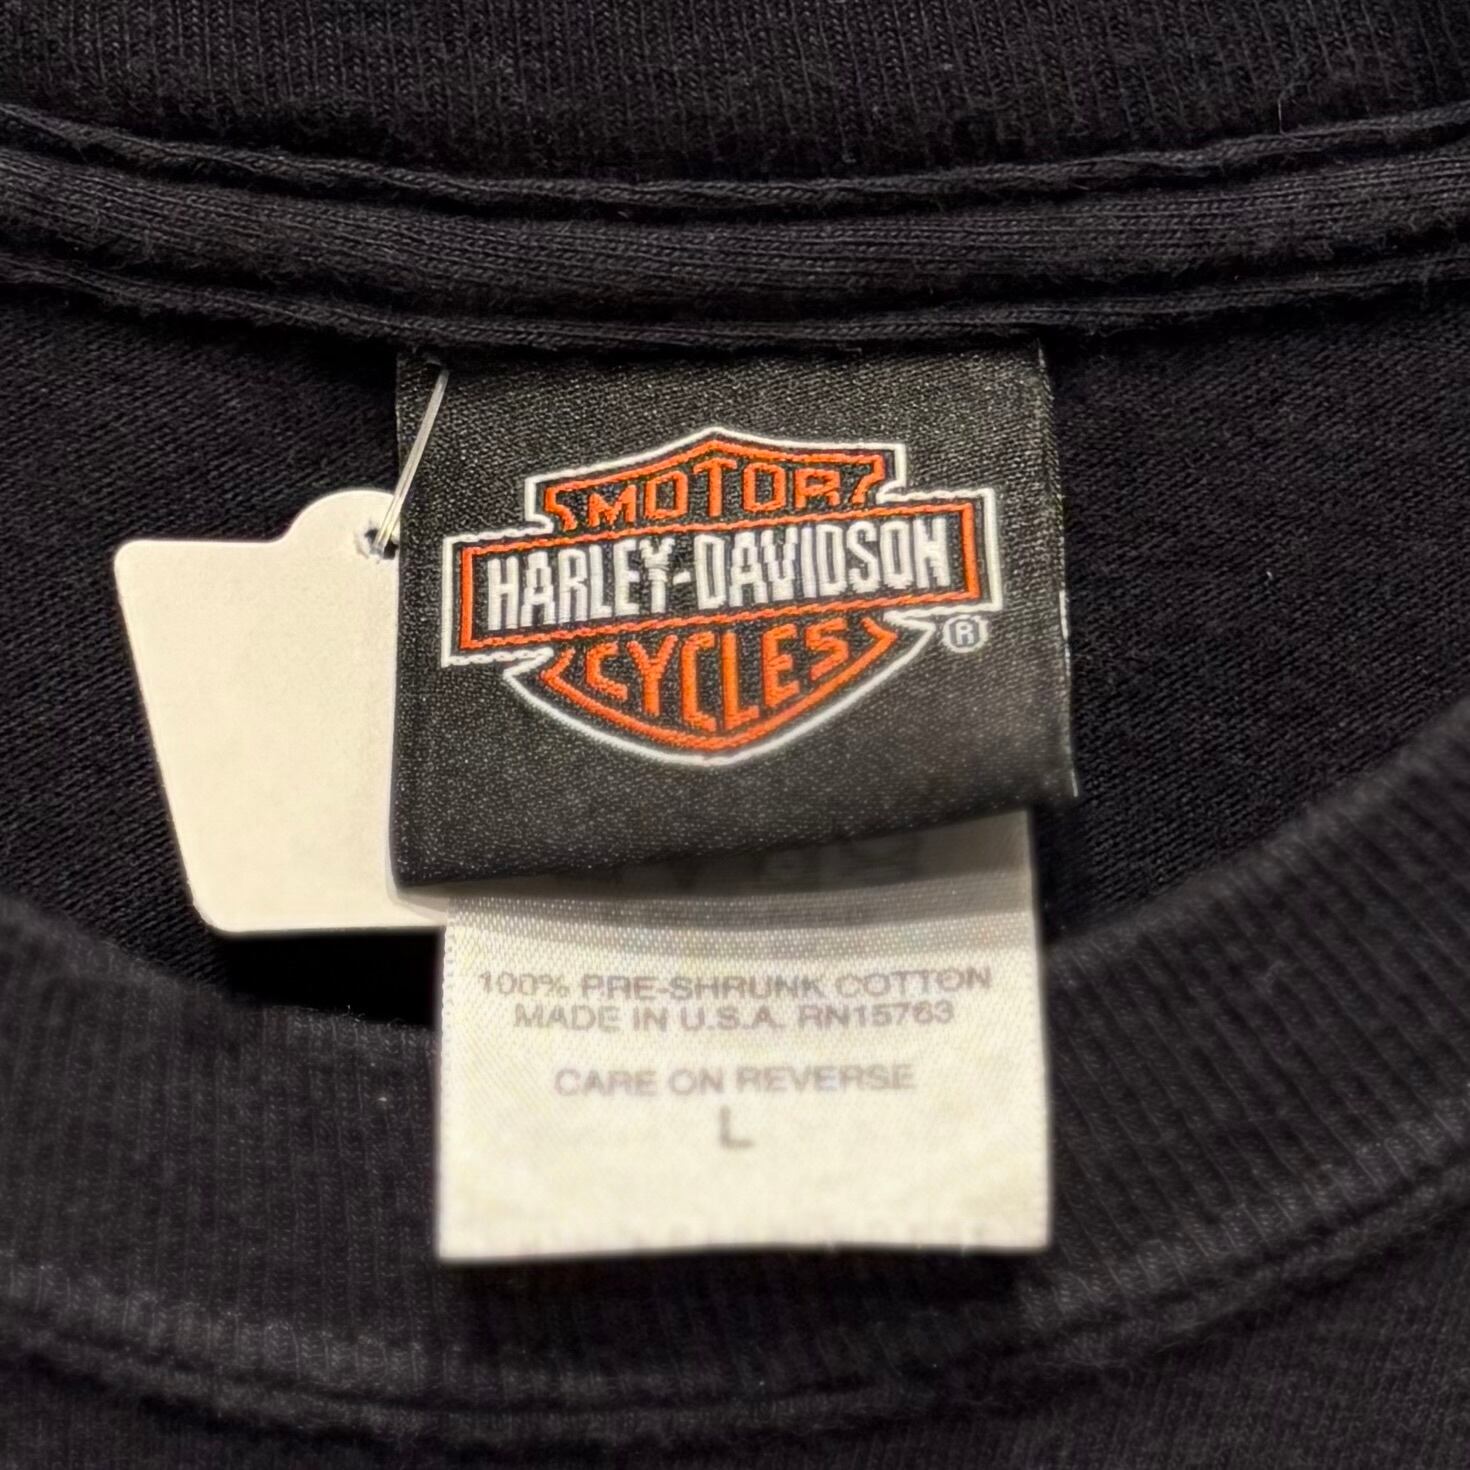 MOTOR
HARLEY-DAVIDSON
CYCLES
®
100% PRE-SHRUNK COTTON
MADE IN U.S.A. RN15763
CARE ON REVERSE
L